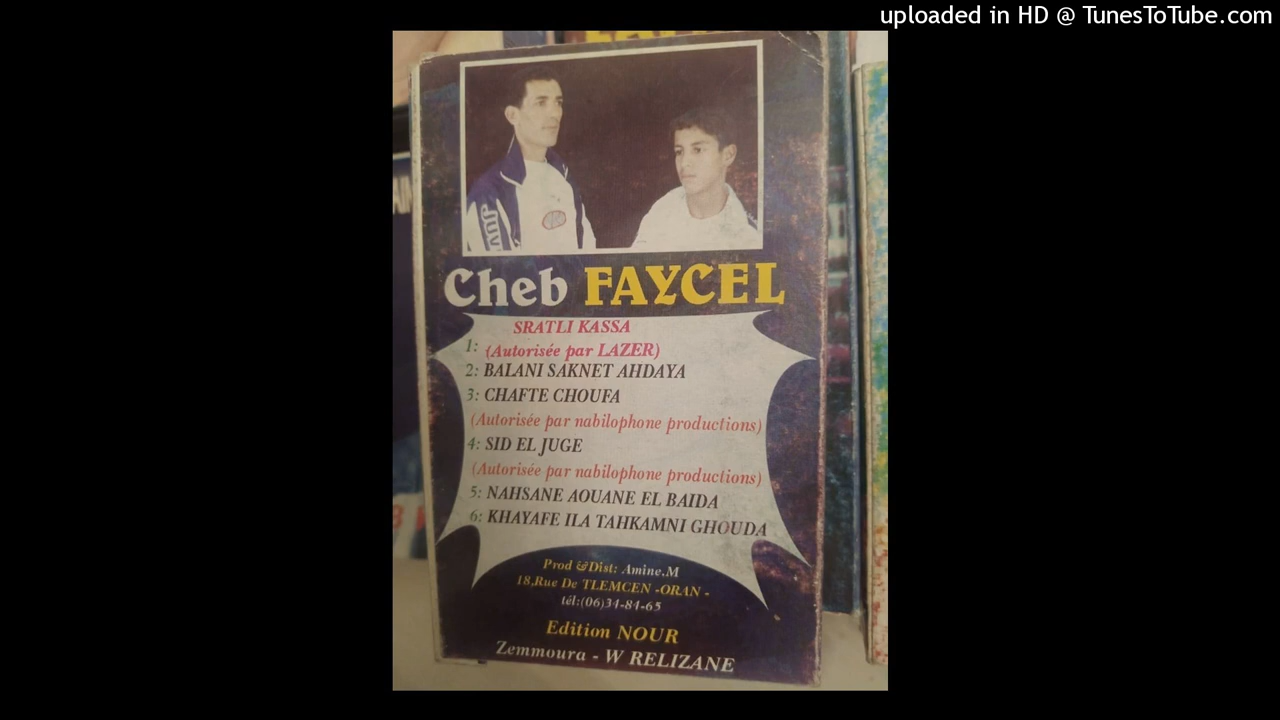 uploaded in HD @ TunesToTube.com
JUV
Cheb FAYCEL
SRATLI KASSA
1: (Autorisée par LAZER)
2: BALANI SAKNET AHDAYA
3: CHAFTE CHOUFA
(Autorisée par nabilophone productions)
4: SID EL JUGE
(Autorisée par nabilophone productions)
5: NAHSANE AOUANE EL BAIDA
6: KHAYAFE ILA TAHKAMNI GHOUDA
Prod &Dist: Amine.M
18,Rue De TLEMCEN -ORAN -
tél:(06)34-84-65
Edition NOUR
Zemmoura - W RELIZANE